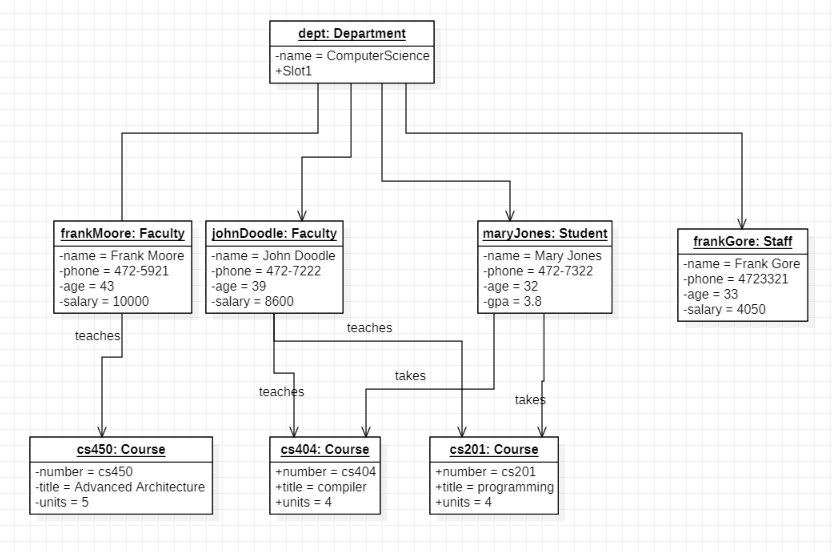 dept: Department
-name = ComputerScience
+Slot1
frankMoore: Faculty
-name = Frank Moore
-phone = 472-5921
-age = 43
-salary = 10000
johnDoodle: Faculty
-name = John Doodle
-phone = 472-7222
-age = 39
-salary = 8600
maryJones: Student
-name = Mary Jones
-phone = 472-7322
-age = 32
-gpa = 3.8
frankGore: Staff
-name = Frank Gore
-phone = 4723321
-age = 33
-salary = 4050
teaches
teaches
teaches
takes
takes
cs450: Course
-number = cs450
-title = Advanced Architecture
-units = 5
cs404: Course
+number = cs404
+title = compiler
+units = 4
cs201: Course
+number = cs201
+title = programming
+units = 4